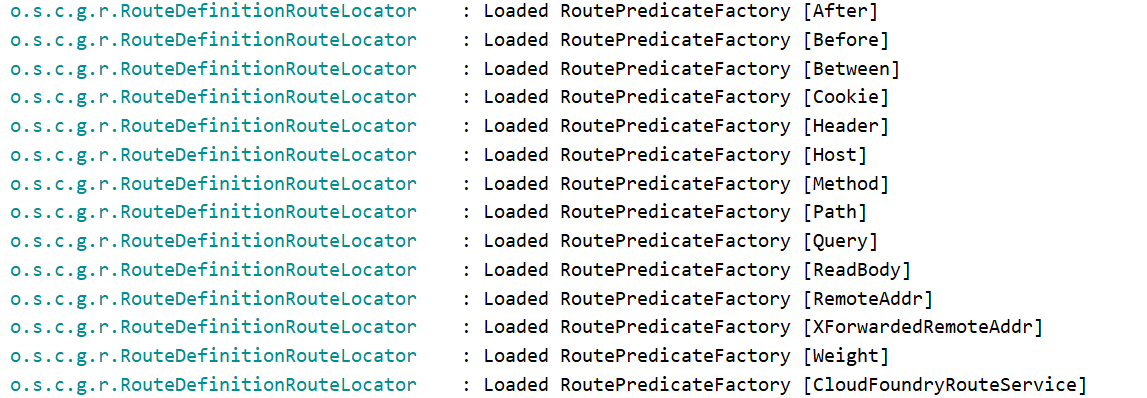 o.s.c.g.r.RouteDefinitionRouteLocator : Loaded RoutePredicateFactory [After]
o.s.c.g.r.RouteDefinitionRouteLocator : Loaded RoutePredicateFactory [Before]
o.s.c.g.r.RouteDefinitionRouteLocator : Loaded RoutePredicateFactory [Between]
o.s.c.g.r.RouteDefinitionRouteLocator : Loaded RoutePredicateFactory [Cookie]
o.s.c.g.r.RouteDefinitionRouteLocator : Loaded RoutePredicateFactory [Header]
o.s.c.g.r.RouteDefinitionRouteLocator : Loaded RoutePredicateFactory [Host]
o.s.c.g.r.RouteDefinitionRouteLocator : Loaded RoutePredicateFactory [Method]
o.s.c.g.r.RouteDefinitionRouteLocator : Loaded RoutePredicateFactory [Path]
o.s.c.g.r.RouteDefinitionRouteLocator : Loaded RoutePredicateFactory [Query]
o.s.c.g.r.RouteDefinitionRouteLocator : Loaded RoutePredicateFactory [ReadBody]
o.s.c.g.r.RouteDefinitionRouteLocator : Loaded RoutePredicateFactory [RemoteAddr]
o.s.c.g.r.RouteDefinitionRouteLocator : Loaded RoutePredicateFactory [XForwardedRemoteAddr]
o.s.c.g.r.RouteDefinitionRouteLocator : Loaded RoutePredicateFactory [Weight]
o.s.c.g.r.RouteDefinitionRouteLocator : Loaded RoutePredicateFactory [CloudFoundryRouteService]